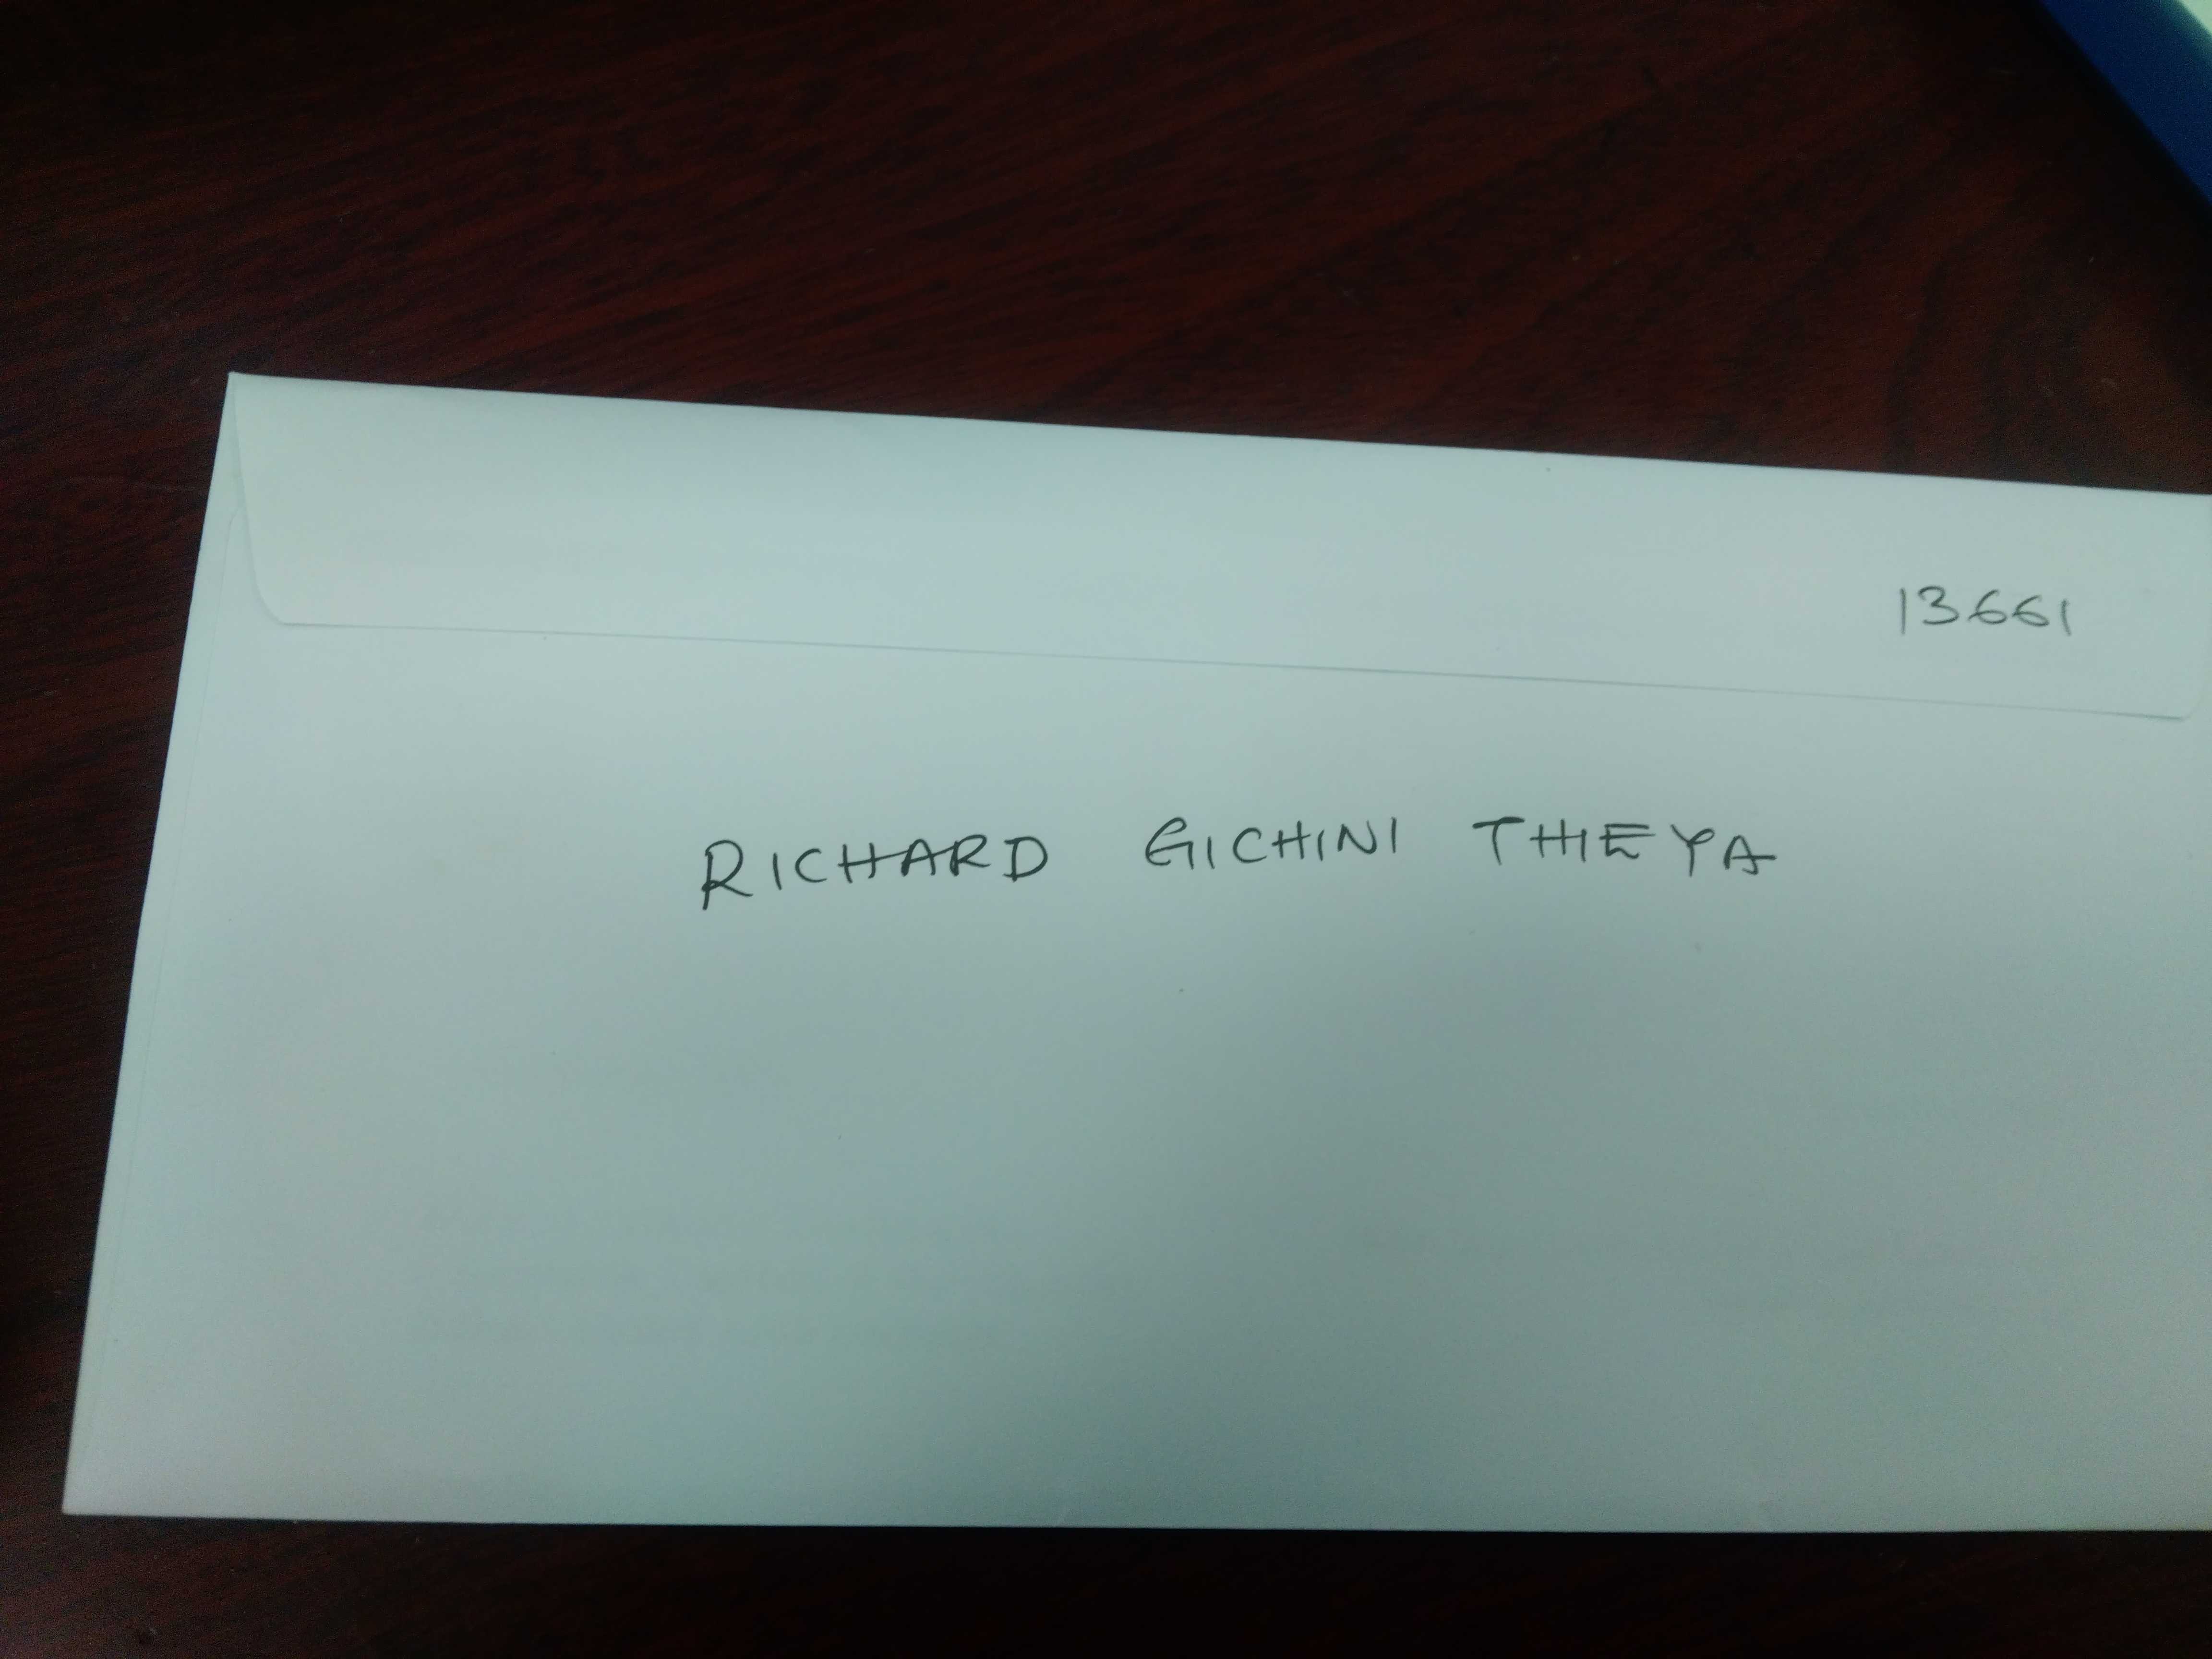 13661
RICHARD GICHINI THEYA